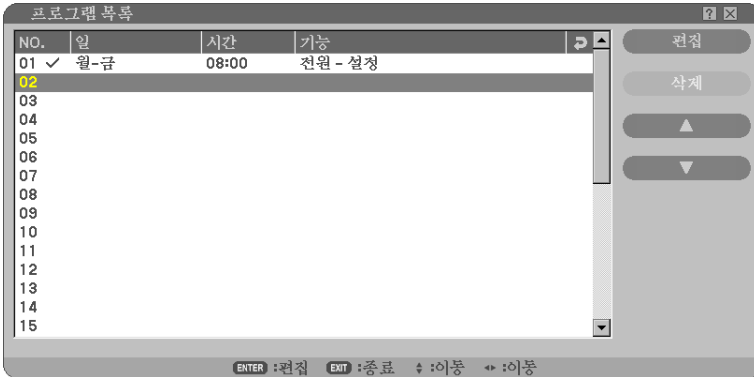 프로그램 목록
NO. 일 시간 기능
01 ✓ 월-금 08:00 전원 - 설정
02
03
04
05
06
07
08
09
10
11
12
13
14
15
편집
삭제
▲
▼
ENTER :편집 EXIT :종료 :이동 :이동